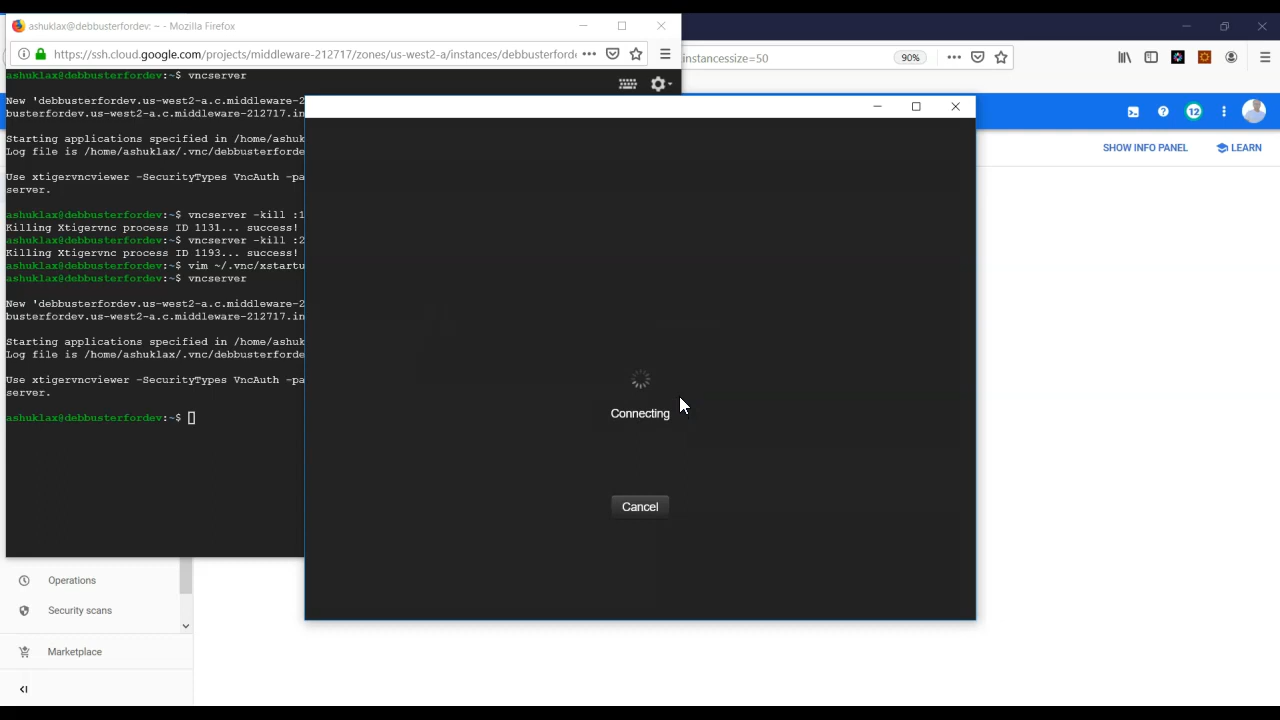 ashuklax@debbusterfordev: ~ - Mozilla Firefox
https://ssh.cloud.google.com/projects/middleware-212717/zones/us-west2-a/instances/debbusterforde
instancessize=50
90%
ashuklax@debbusterfordev:~$ vncserver
New 'debbusterfordev.us-west2-a.c.middleware-2
busterfordev.us-west2-a.c.middleware-212717.in
12
Starting applications specified in /home/ashuk
Log file is /home/ashuklax/.vnc/debbusterforde
SHOW INFO PANEL
LEARN
Use xtigervncviewer -SecurityTypes VncAuth -pa
server.
ashuklax@debbusterfordev:~$ vncserver -kill :1
Killing Xtigervnc process ID 1131... success!
ashuklax@debbusterfordev:~$ vncserver -kill :2
Killing Xtigervnc process ID 1193... success!
ashuklax@debbusterfordev:~$ vim ~/.vnc/xstartu
ashuklax@debbusterfordev:~$ vncserver
New 'debbusterfordev.us-west2-a.c.middleware-2
busterfordev.us-west2-a.c.middleware-212717.in
Starting applications specified in /home/ashuk
Log file is /home/ashuklax/.vnc/debbusterforde
Use xtigervncviewer -SecurityTypes VncAuth -pa
server.
ashuklax@debbusterfordev:~$
Connecting
Cancel
Operations
Security scans
Marketplace